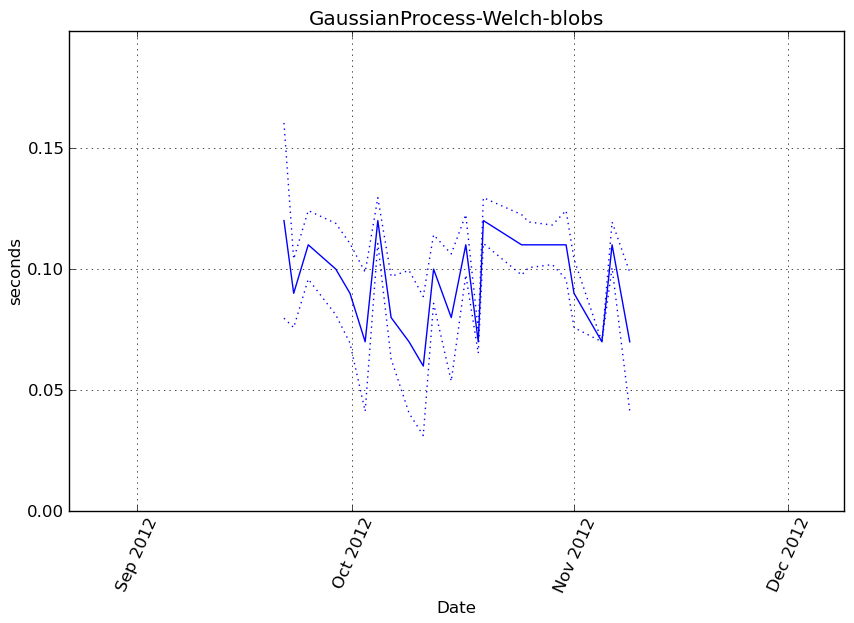 GaussianProcess-Welch-blobs
seconds
0.15
0.10
0.05
0.00
Sep 2012
Oct 2012
Nov 2012
Dec 2012
Date